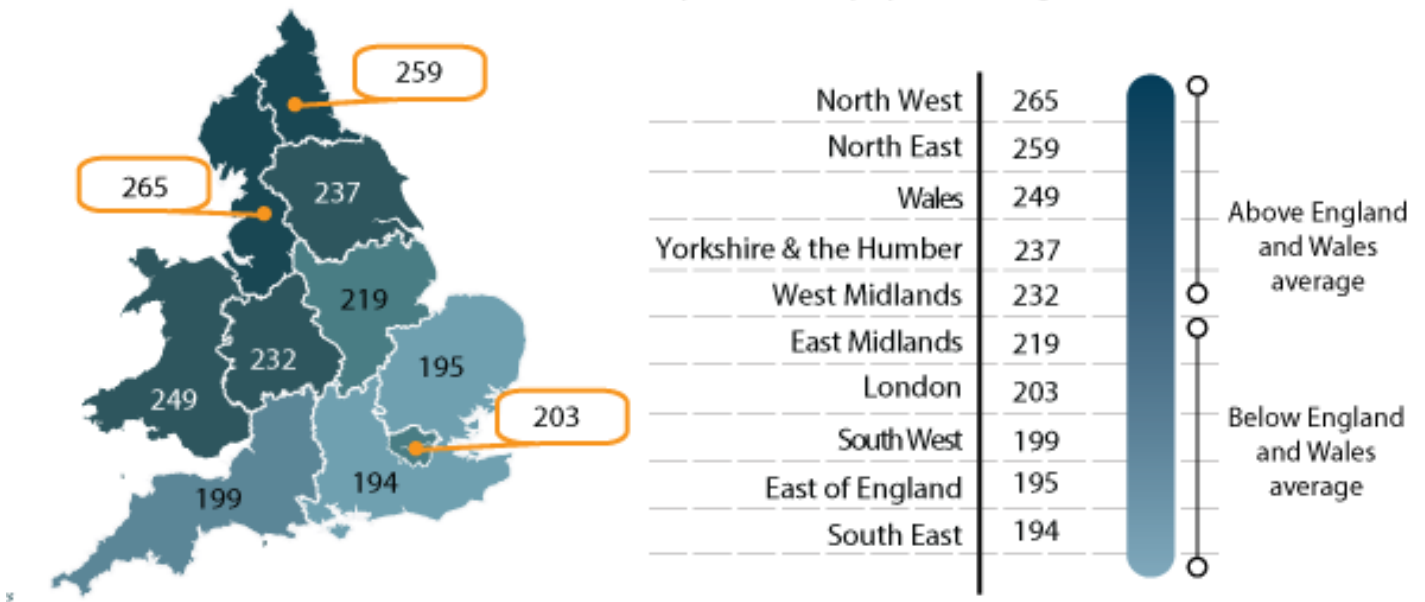 259
265
237
219
232
195
249
203
199
194
North West 265
North East 259
Wales 249
Yorkshire & the Humber 237
West Midlands 232
East Midlands 219
London 203
South West 199
East of England 195
South East 194
Above England
and Wales
average
Below England
and Wales
average